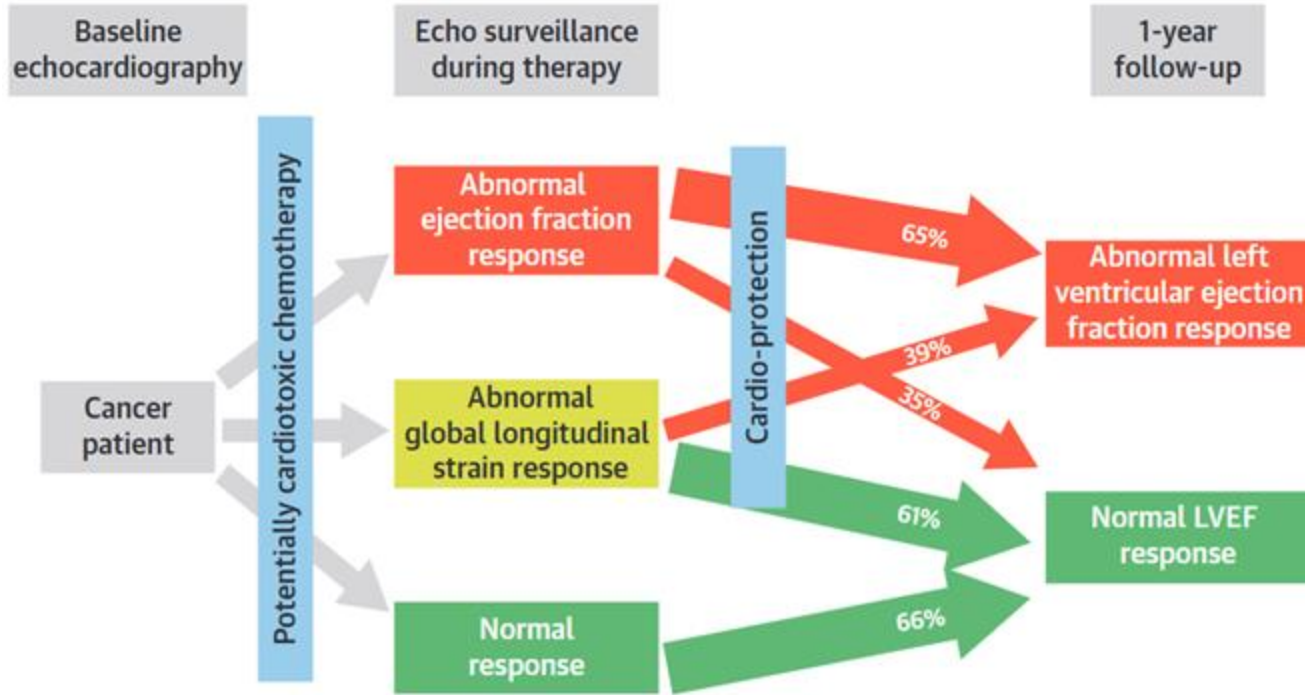 Baseline
echocardiography
Echo surveillance
during therapy
1-year
follow-up
Potentially cardiotoxic chemotherapy
Cancer
patient
Abnormal
ejection fraction
response
Abnormal
global longitudinal
strain response
Normal
response
Cardio-protection
65%
39%
35%
61%
66%
Abnormal left
ventricular ejection
fraction response
Normal LVEF
response